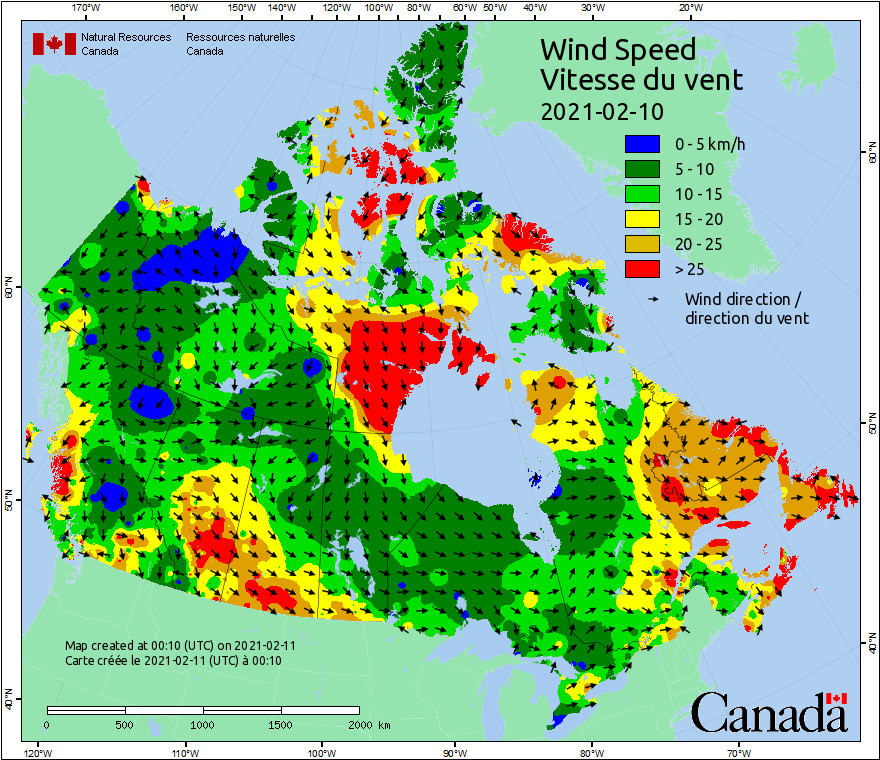 170°W 160°W 150°W 140°W 130°W 120°W 110°W 100°W 90°W 80°W 70°W 60°W 50°W 40°W 30°W 20°W
Natural Resources Ressources naturelles
Canada Canada
Wind Speed
Vitesse du vent
2021-02-10
0 - 5 km/h
5 - 10
10 - 15
15 - 20
20 - 25
> 25
Wind direction /
direction du vent
60°N
60°N
50°N
50°N
40°N
40°N
Map created at 00:10 (UTC) on 2021-02-11
Carte créée le 2021-02-11 (UTC) à 00:10
0 500 1000 1500 2000 km
Canada
120°W 110°W 100°W 90°W 80°W 70°W